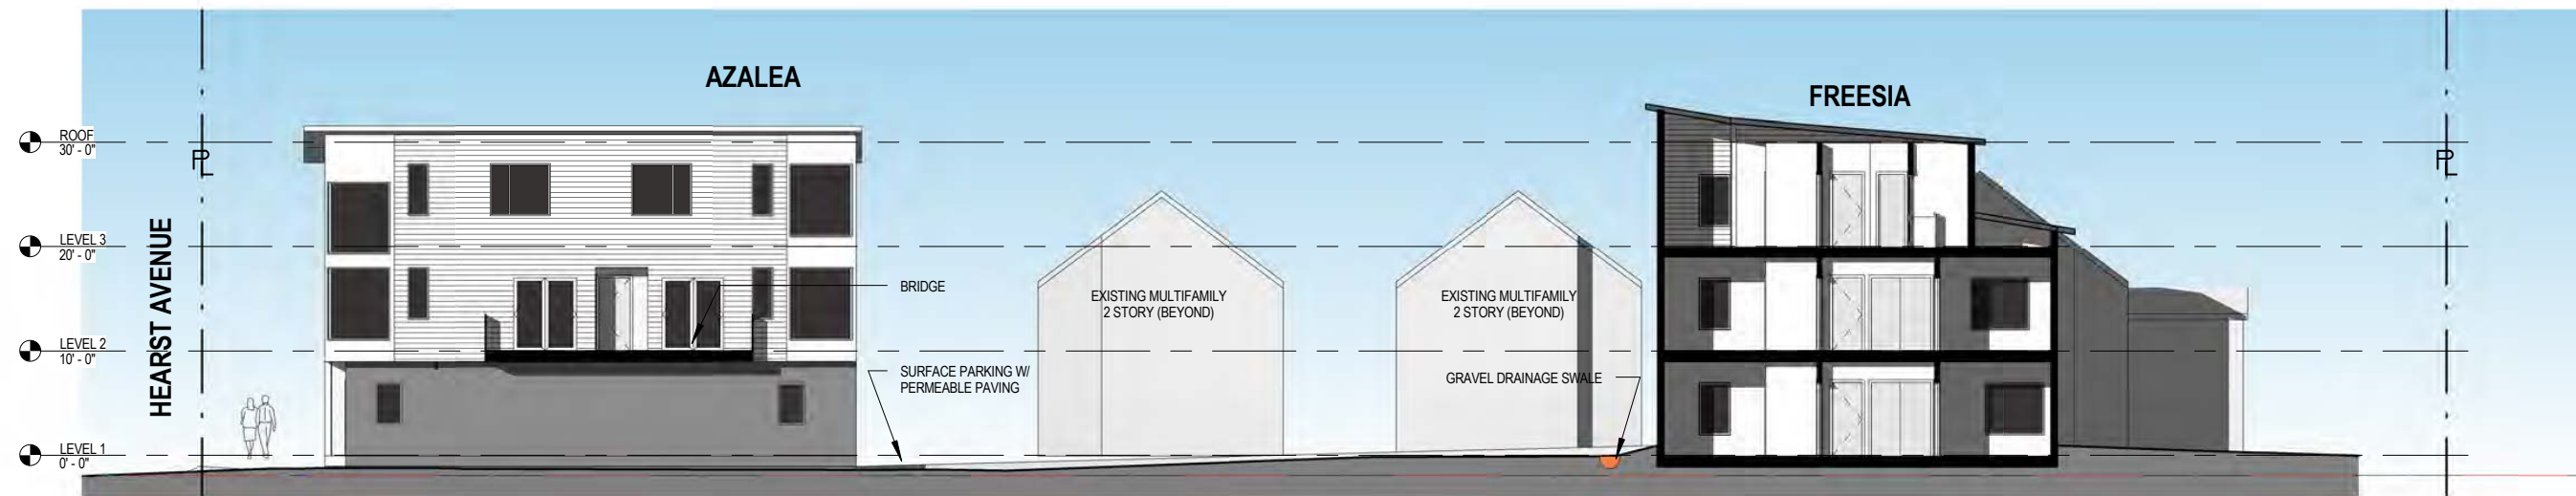 AZALEA
FREESIA
ROOF
30' - 0"
PL
PL
HEARST AVENUE
LEVEL 3
20' - 0"
BRIDGE
EXISTING MULTIFAMILY
2 STORY (BEYOND)
EXISTING MULTIFAMILY
2 STORY (BEYOND)
LEVEL 2
10' - 0"
SURFACE PARKING W/
PERMEABLE PAVING
GRAVEL DRAINAGE SWALE
LEVEL 1
0' - 0"